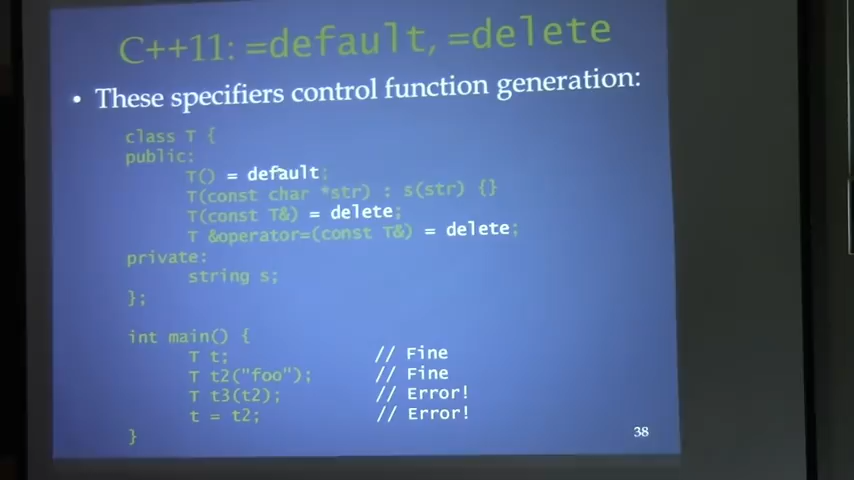 C++11: =default, =delete
• These specifiers control function generation:
class T {
public:
T() = default;
T(const char *str) : s(str) {}
T(const T&) = delete;
T &operator=(const T&) = delete;
private:
string s;
};
int main() {
T t; // Fine
T t2("foo"); // Fine
T t3(t2); // Error!
t = t2; // Error!
}
38